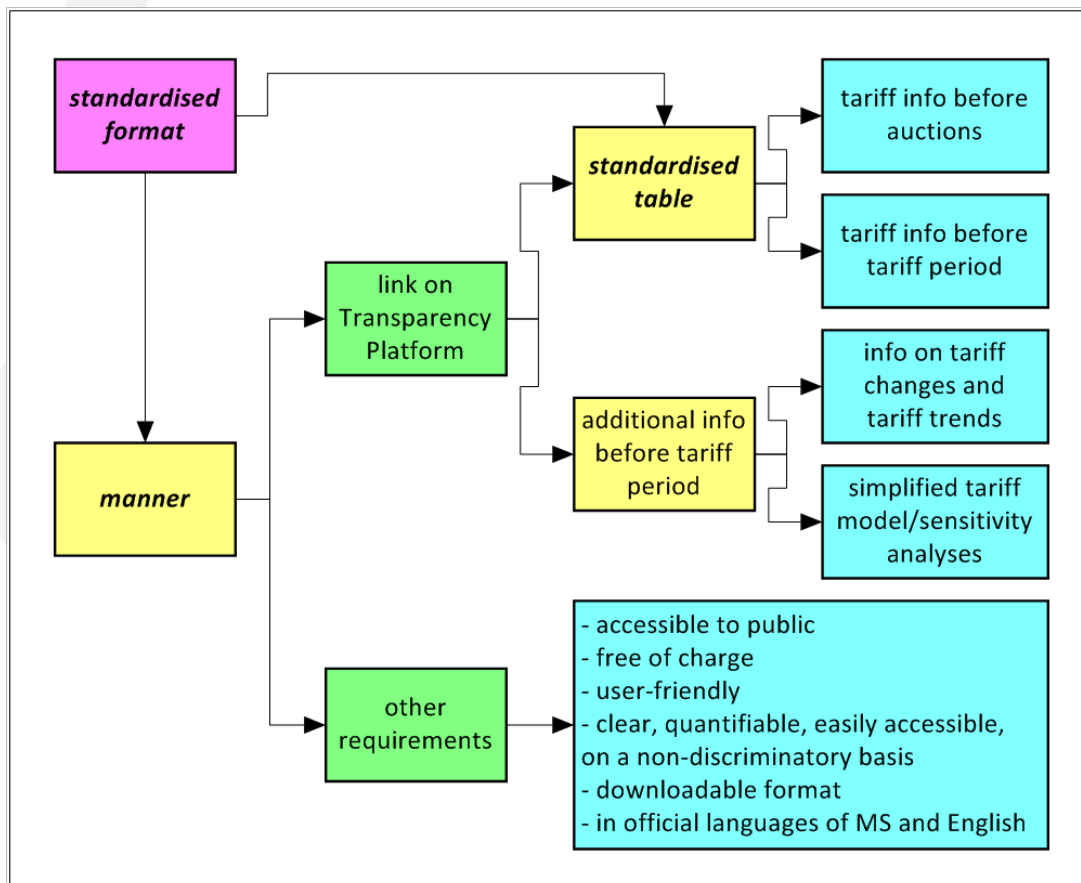 standardised
format
tariff info before
auctions
standardised
table
tariff info before
tariff period
link on
Transparency
Platform
info on tariff
changes and
tariff trends
additional info
before tariff
period
manner
simplified tariff
model/sensitivity
analyses
other
requirements
- accessible to public
- free of charge
- user-friendly
- clear, quantifiable, easily accessible,
on a non-discriminatory basis
- downloadable format
- in official languages of MS and English